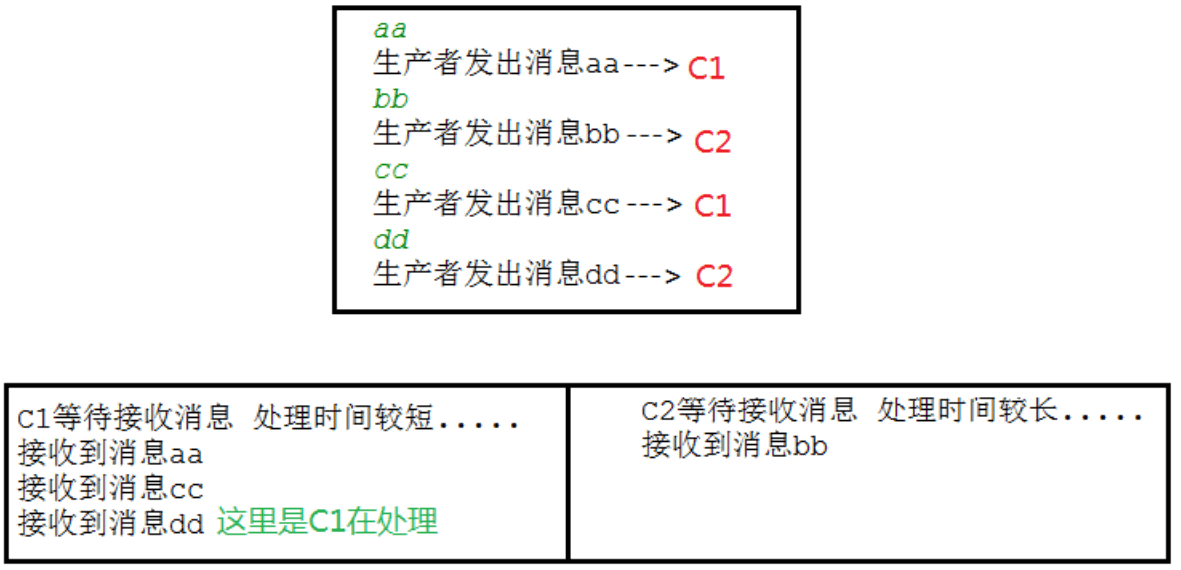 aa
生产者发出消息aa---> C1
bb
生产者发出消息bb---> C2
cc
生产者发出消息cc---> C1
dd
生产者发出消息dd---> C2
C1等待接收消息 处理时间较短.....
接收到消息aa
接收到消息cc
接收到消息dd 这里是C1在处理
C2等待接收消息 处理时间较长.....
接收到消息bb